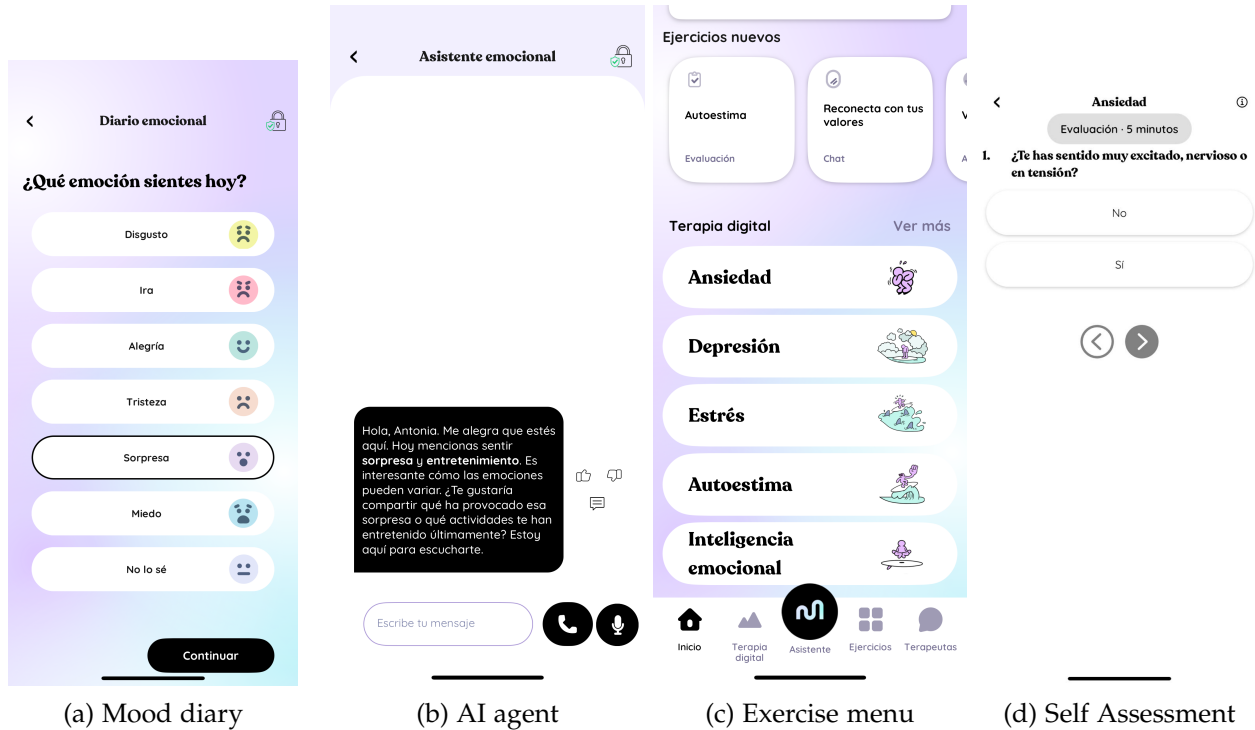 Diario emocional
¿Qué emoción sientes hoy?
Disgusto
Ira
Alegría
Tristeza
Sorpresa
Miedo
No lo sé
Continuar
(a) Mood diary
Asistente emocional
Hola, Antonia. Me alegra que estés
aquí. Hoy mencionas sentir
sorpresa y entretenimiento. Es
interesante cómo las emociones
pueden variar. ¿Te gustaría
compartir qué ha provocado esa
sorpresa o qué actividades te han
entretenido últimamente? Estoy
aquí para escucharte.
Escribe tu mensaje
(b) AI agent
Ejercicios nuevos
Autoestima
Evaluación
Reconecta con tus
valores
Chat
V
A
Terapia digital
Ver más
Ansiedad
Depresión
Estrés
Autoestima
Inteligencia
emocional
Inicio
Terapia
digital
Asistente
Ejercicios
Terapeutas
(c) Exercise menu
Ansiedad
Evaluación · 5 minutos
1. ¿Te has sentido muy excitado, nervioso o
en tensión?
No
Sí
(d) Self Assessment